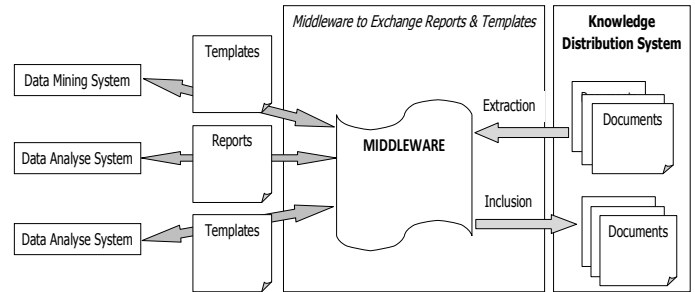 Middleware to Exchange Reports & Templates
Knowledge
Distribution System
Templates
Data Mining System
Extraction
Documents
Reports
MIDDLEWARE
Data Analyse System
Inclusion
Templates
Data Analyse System
Documents